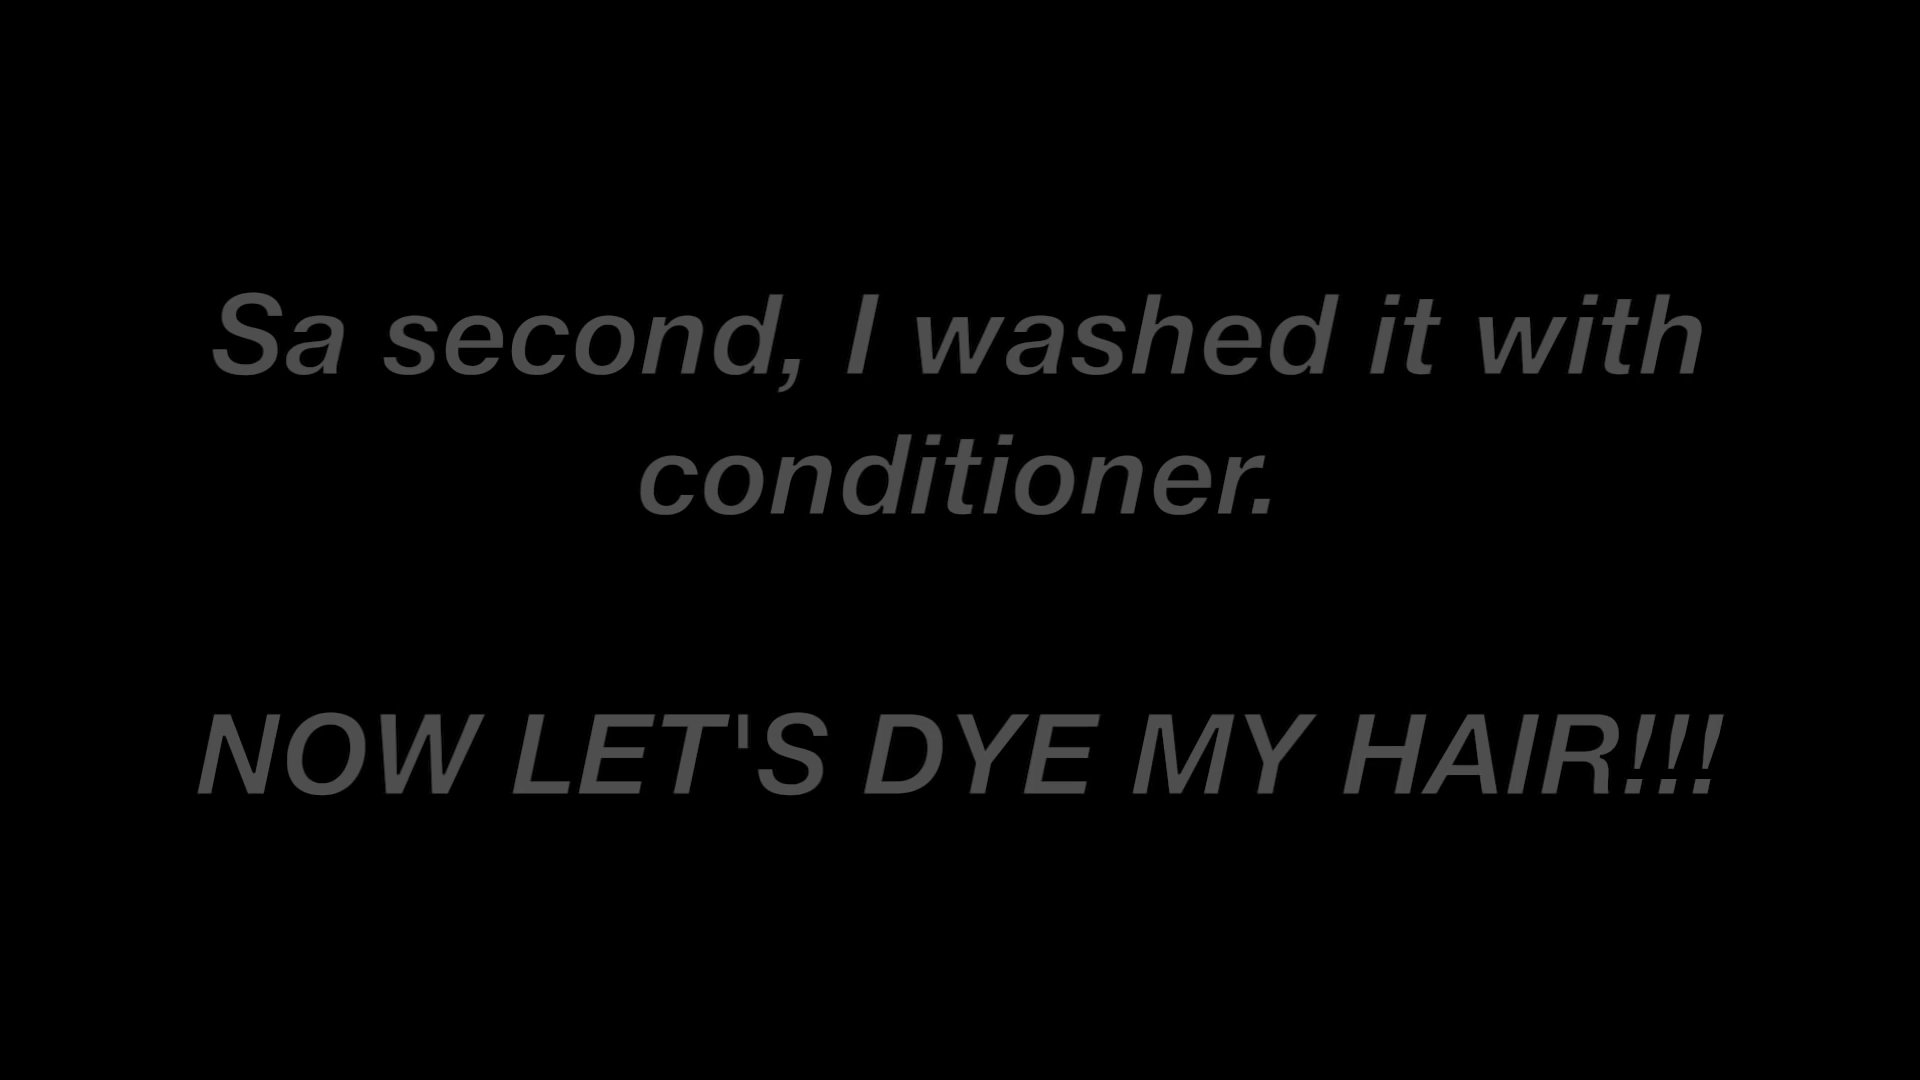 Sa second, I washed it with
conditioner.
NOW LET'S DYE MY HAIR!!!